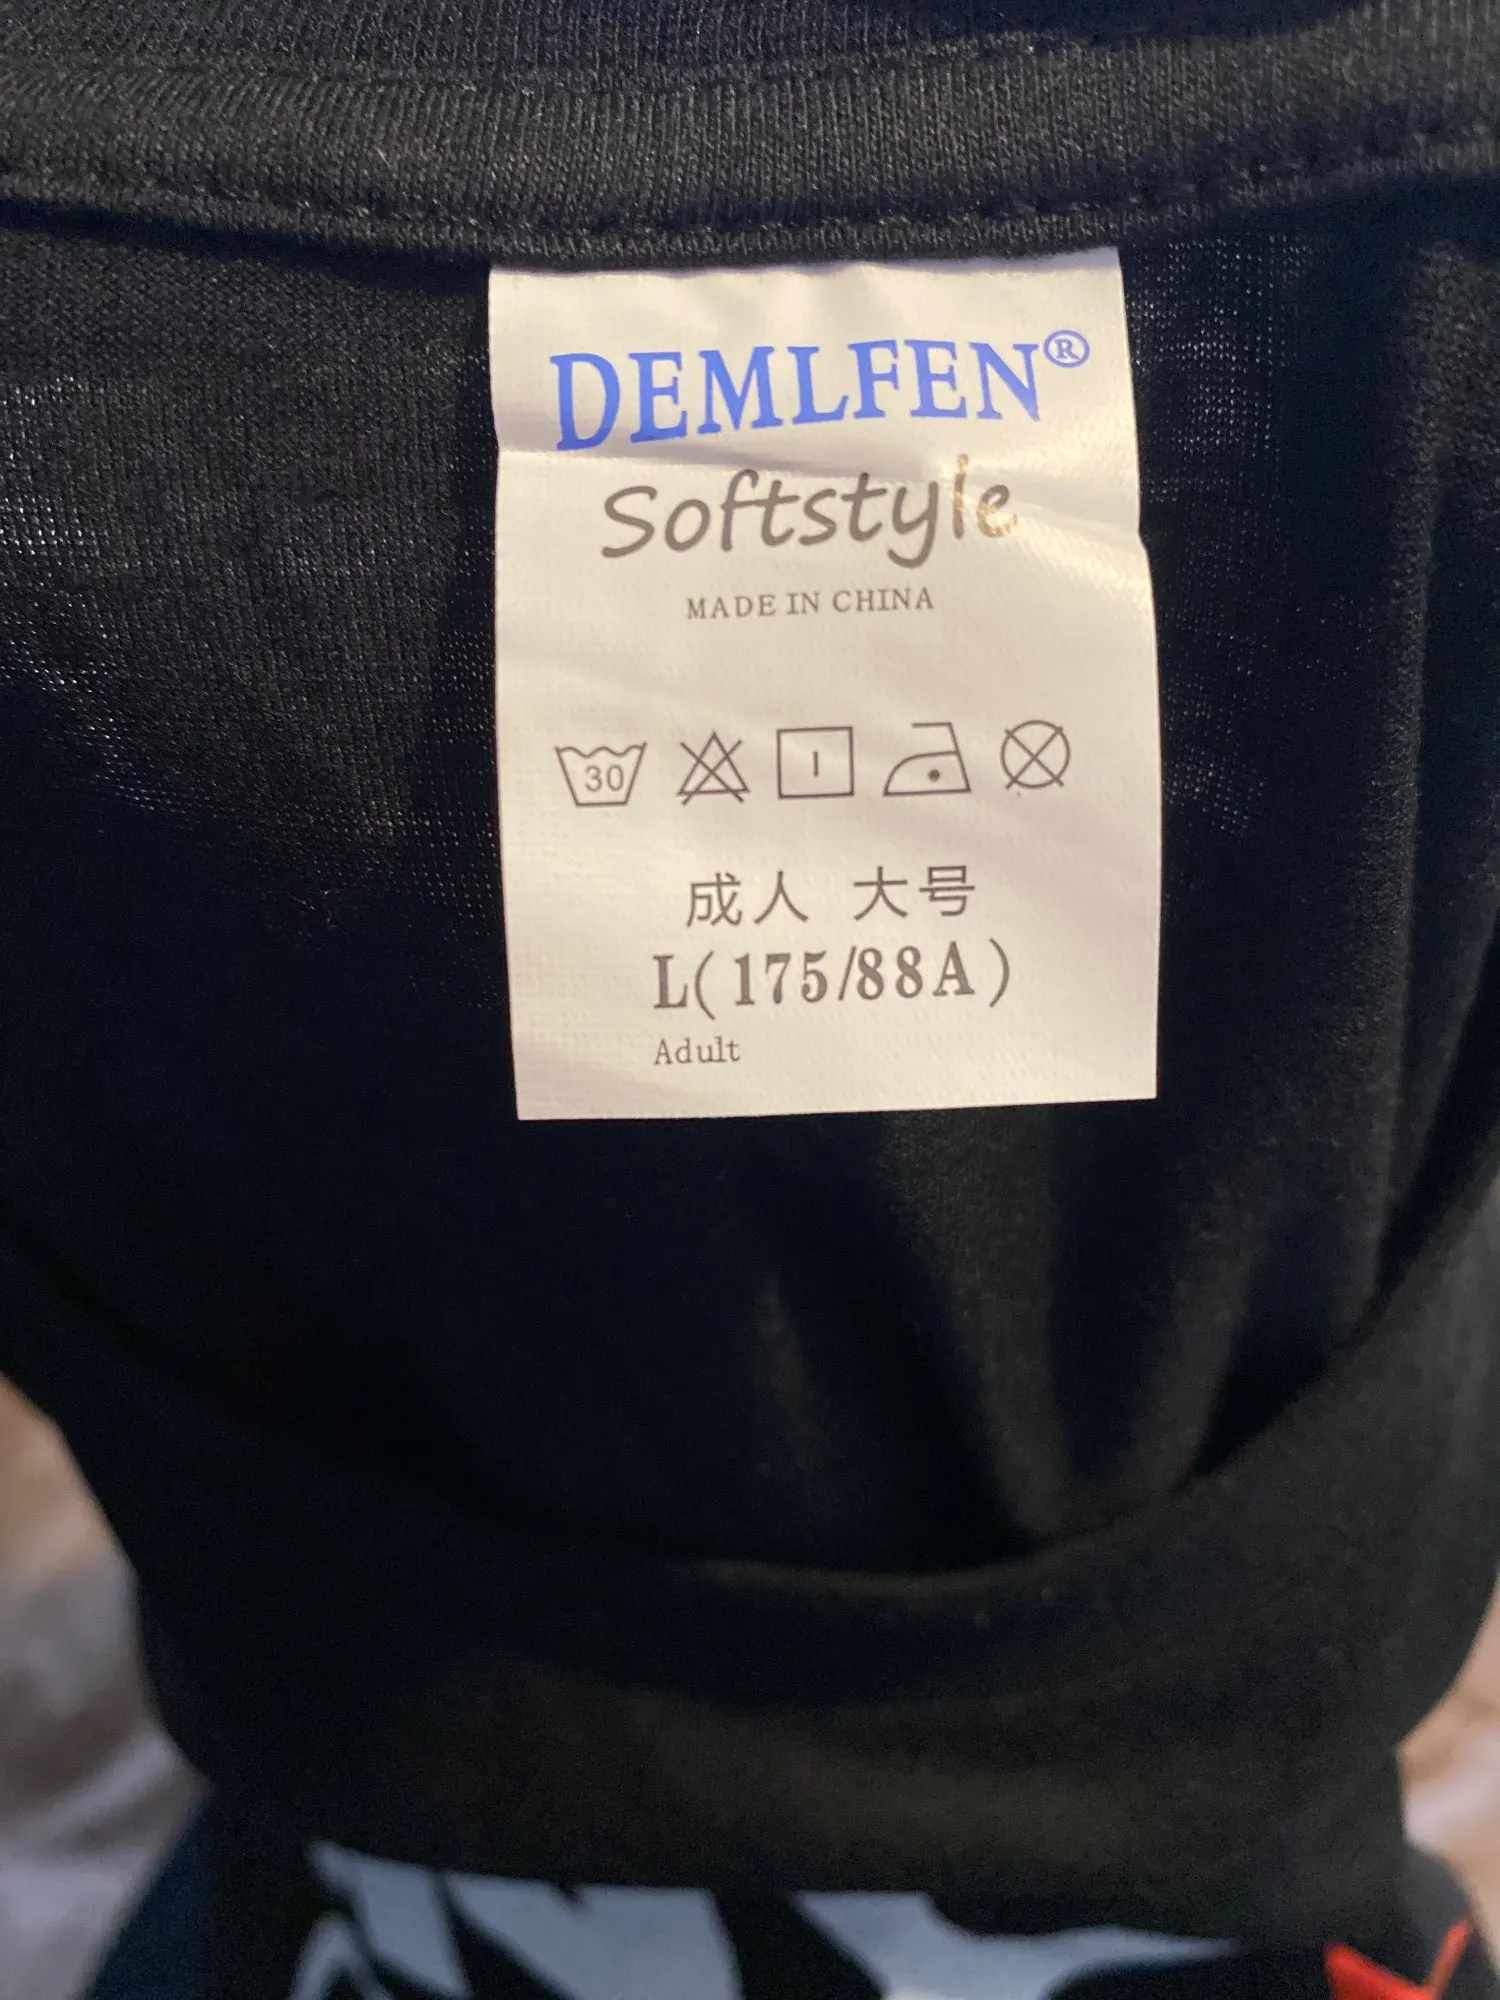 DEMLFEN®
Softstyle
MADE IN CHINA
30
成人 大号
L(175/88A)
Adult